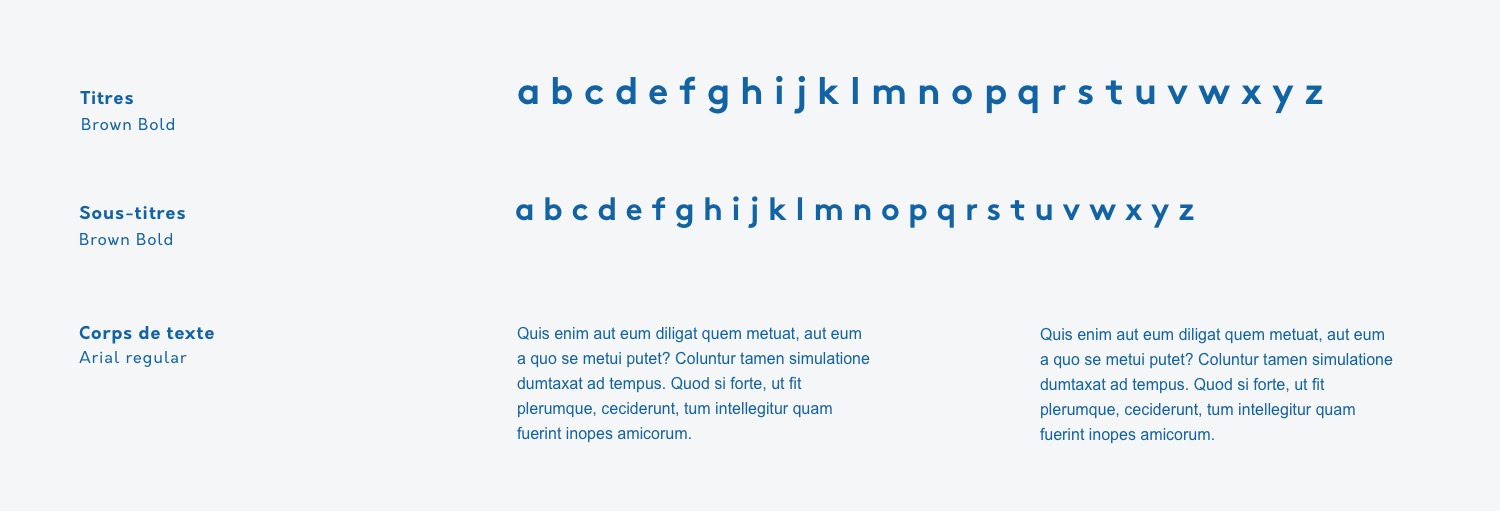 Titres
Brown Bold
a b c d e f g h i j k l m n o p q r s t u v w x y z
Sous-titres
Brown Bold
a b c d e f g h i j k l m n o p q r s t u v w x y z
Corps de texte
Arial regular
Quis enim aut eum diligat quem metuat, aut eum
a quo se metui putet? Coluntur tamen simulatione
dumtaxat ad tempus. Quod si forte, ut fit
plerumque, ceciderunt, tum intellegitur quam
fuerint inopes amicorum.
Quis enim aut eum diligat quem metuat, aut eum
a quo se metui putet? Coluntur tamen simulatione
dumtaxat ad tempus. Quod si forte, ut fit
plerumque, ceciderunt, tum intellegitur quam
fuerint inopes amicorum.